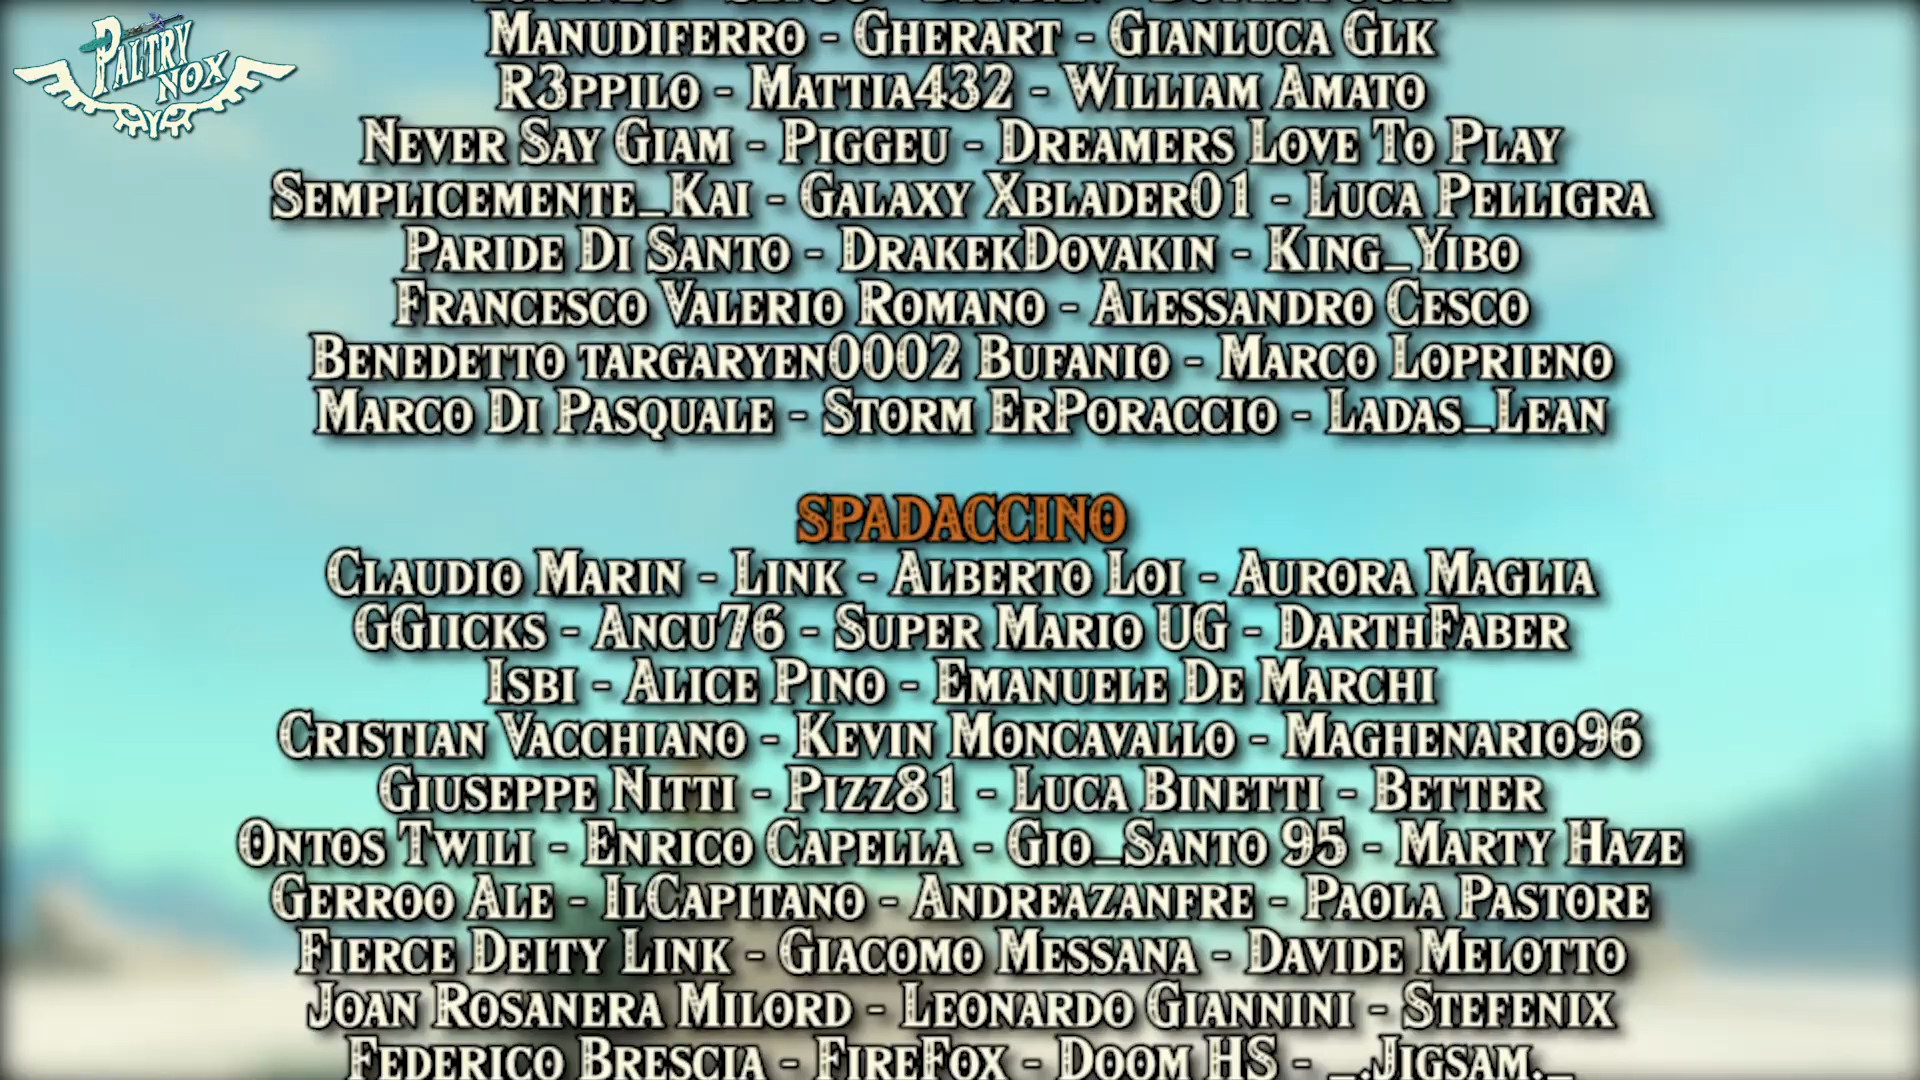 PALTRY
NOX
MANUDIFERRO - GHERART - GIANLUCA GLK
R3PPILO - MATTIA432 - WILLIAM AMATO
NEVER SAY GIAM - PIGGEU - DREAMERS LOVE TO PLAY
SEMPLICEMENTE_KAI - GALAXY XBLADER01 - LUCA PELLIGRA
PARIDE DI SANTO - DRAKEKDOVAKIN - KING_YIBO
FRANCESCO VALERIO ROMANO - ALESSANDRO CESCO
BENEDETTO TARGARYEN0002 BUFANIO - MARCO LOPRIENO
MARCO DI PASQUALE - STORM ERPORACCIO - LADAS_LEAN
SPADACCINO
CLAUDIO MARIN - LINK - ALBERTO LOI - AURORA MAGLIA
GGIICKS - ANCU76 - SUPER MARIO UG - DARTHFABER
ISBI - ALICE PINO - EMANUELE DE MARCHI
CRISTIAN VACCHIANO - KEVIN MONCAVALLO - MAGHENARIO96
GIUSEPPE NITTI - PIZZ81 - LUCA BINETTI - BETTER
ONTOS TWILI - ENRICO CAPELLA - GIO_SANTO 95 - MARTY HAZE
GERROO ALE - ILCAPITANO - ANDREAZANFRE - PAOLA PASTORE
FIERCE DEITY LINK - GIACOMO MESSANA - DAVIDE MELOTTO
JOAN ROSANERA MILORD - LEONARDO GIANNINI - STEFENIX
FEDERICO BRESCIA - FIREFOX - DOOM HS - _.JIGSAM._